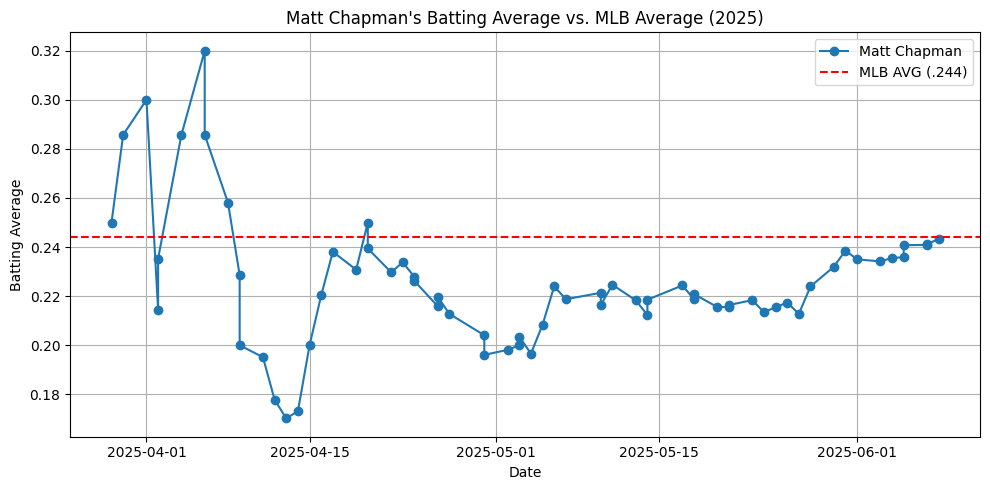 Matt Chapman's Batting Average vs. MLB Average (2025)
Matt Chapman
MLB AVG (.244)
Batting Average
0.32
0.30
0.28
0.26
0.24
0.22
0.20
0.18
2025-04-01
2025-04-15
2025-05-01
2025-05-15
2025-06-01
Date